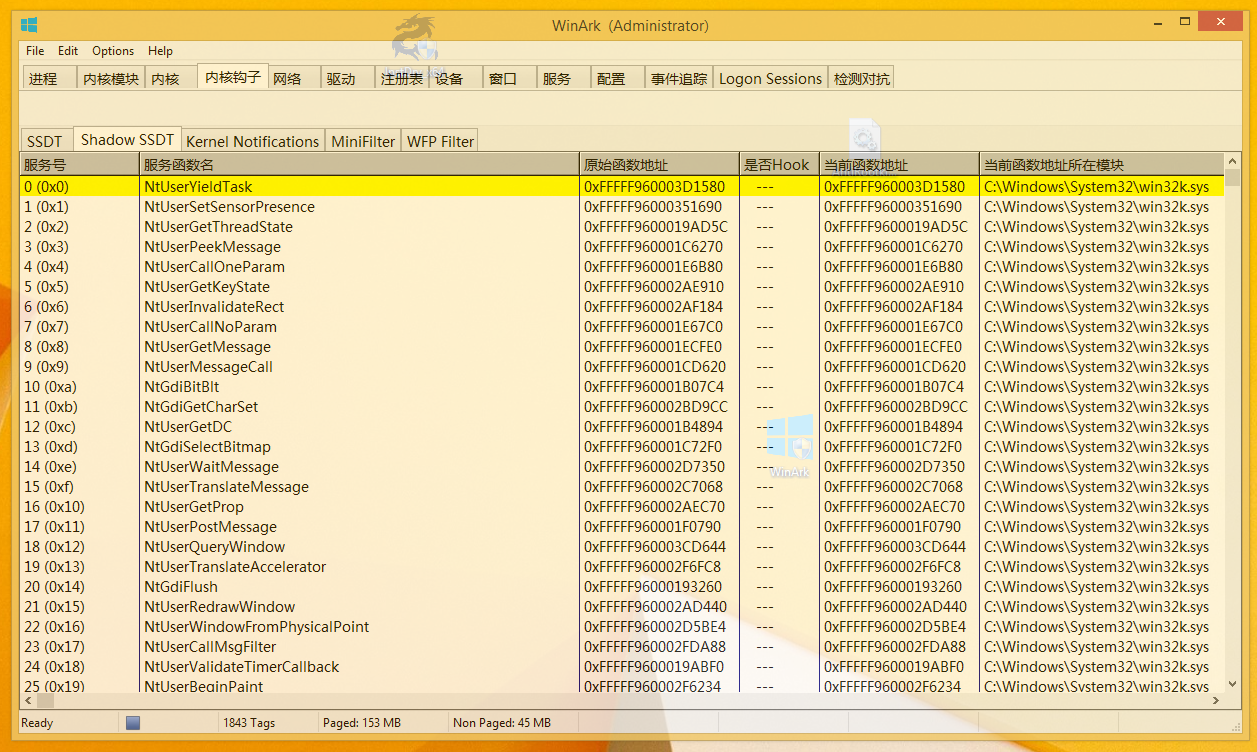 WinArk (Administrator)
File Edit Options Help
进程 内核模块 内核 内核钩子 网络 驱动 注册表 设备 窗口 服务 配置 事件追踪 Logon Sessions 检测对抗
SSDT Shadow SSDT Kernel Notifications MiniFilter WFP Filter
服务号 服务函数名 原始函数地址 是否Hook 当前函数地址 当前函数地址所在模块
0 (0x0) NtUserYieldTask 0xFFFFF960003D1580 --- 0xFFFFF960003D1580 C:\Windows\System32\win32k.sys
1 (0x1) NtUserSetSensorPresence 0xFFFFF96000351690 --- 0xFFFFF96000351690 C:\Windows\System32\win32k.sys
2 (0x2) NtUserGetThreadState 0xFFFFF9600019AD5C --- 0xFFFFF9600019AD5C C:\Windows\System32\win32k.sys
3 (0x3) NtUserPeekMessage 0xFFFFF960001C6270 --- 0xFFFFF960001C6270 C:\Windows\System32\win32k.sys
4 (0x4) NtUserCallOneParam 0xFFFFF960001E6B80 --- 0xFFFFF960001E6B80 C:\Windows\System32\win32k.sys
5 (0x5) NtUserGetKeyState 0xFFFFF960002AE910 --- 0xFFFFF960002AE910 C:\Windows\System32\win32k.sys
6 (0x6) NtUserInvalidateRect 0xFFFFF960002AF184 --- 0xFFFFF960002AF184 C:\Windows\System32\win32k.sys
7 (0x7) NtUserCallNoParam 0xFFFFF960001E67C0 --- 0xFFFFF960001E67C0 C:\Windows\System32\win32k.sys
8 (0x8) NtUserGetMessage 0xFFFFF960001ECFE0 --- 0xFFFFF960001ECFE0 C:\Windows\System32\win32k.sys
9 (0x9) NtUserMessageCall 0xFFFFF960001CD620 --- 0xFFFFF960001CD620 C:\Windows\System32\win32k.sys
10 (0xa) NtGdiBitBlt 0xFFFFF960001B07C4 --- 0xFFFFF960001B07C4 C:\Windows\System32\win32k.sys
11 (0xb) NtGdiGetCharSet 0xFFFFF960002BD9CC --- 0xFFFFF960002BD9CC C:\Windows\System32\win32k.sys
12 (0xc) NtUserGetDC 0xFFFFF960001B4894 --- 0xFFFFF960001B4894 C:\Windows\System32\win32k.sys
13 (0xd) NtGdiSelectBitmap 0xFFFFF960001C72F0 --- 0xFFFFF960001C72F0 C:\Windows\System32\win32k.sys
14 (0xe) NtUserWaitMessage 0xFFFFF960002D7350 --- 0xFFFFF960002D7350 C:\Windows\System32\win32k.sys
WinArk
15 (0xf) NtUserTranslateMessage 0xFFFFF960002C7068 --- 0xFFFFF960002C7068 C:\Windows\System32\win32k.sys
16 (0x10) NtUserGetProp 0xFFFFF960002AEC70 --- 0xFFFFF960002AEC70 C:\Windows\System32\win32k.sys
17 (0x11) NtUserPostMessage 0xFFFFF960001F0790 --- 0xFFFFF960001F0790 C:\Windows\System32\win32k.sys
18 (0x12) NtUserQueryWindow 0xFFFFF960003CD644 --- 0xFFFFF960003CD644 C:\Windows\System32\win32k.sys
19 (0x13) NtUserTranslateAccelerator 0xFFFFF960002F6FC8 --- 0xFFFFF960002F6FC8 C:\Windows\System32\win32k.sys
20 (0x14) NtGdiFlush 0xFFFFF96000193260 --- 0xFFFFF96000193260 C:\Windows\System32\win32k.sys
21 (0x15) NtUserRedrawWindow 0xFFFFF960002AD440 --- 0xFFFFF960002AD440 C:\Windows\System32\win32k.sys
22 (0x16) NtUserWindowFromPhysicalPoint 0xFFFFF960002D5BE4 --- 0xFFFFF960002D5BE4 C:\Windows\System32\win32k.sys
23 (0x17) NtUserCallMsgFilter 0xFFFFF960002FDA88 --- 0xFFFFF960002FDA88 C:\Windows\System32\win32k.sys
24 (0x18) NtUserValidateTimerCallback 0xFFFFF9600019ABF0 --- 0xFFFFF9600019ABF0 C:\Windows\System32\win32k.sys
25 (0x19) NtUserBeginPaint 0xFFFFF960002F6234 --- 0xFFFFF960002F6234 C:\Windows\System32\win32k.sys
Ready 1843 Tags Paged: 153 MB Non Paged: 45 MB